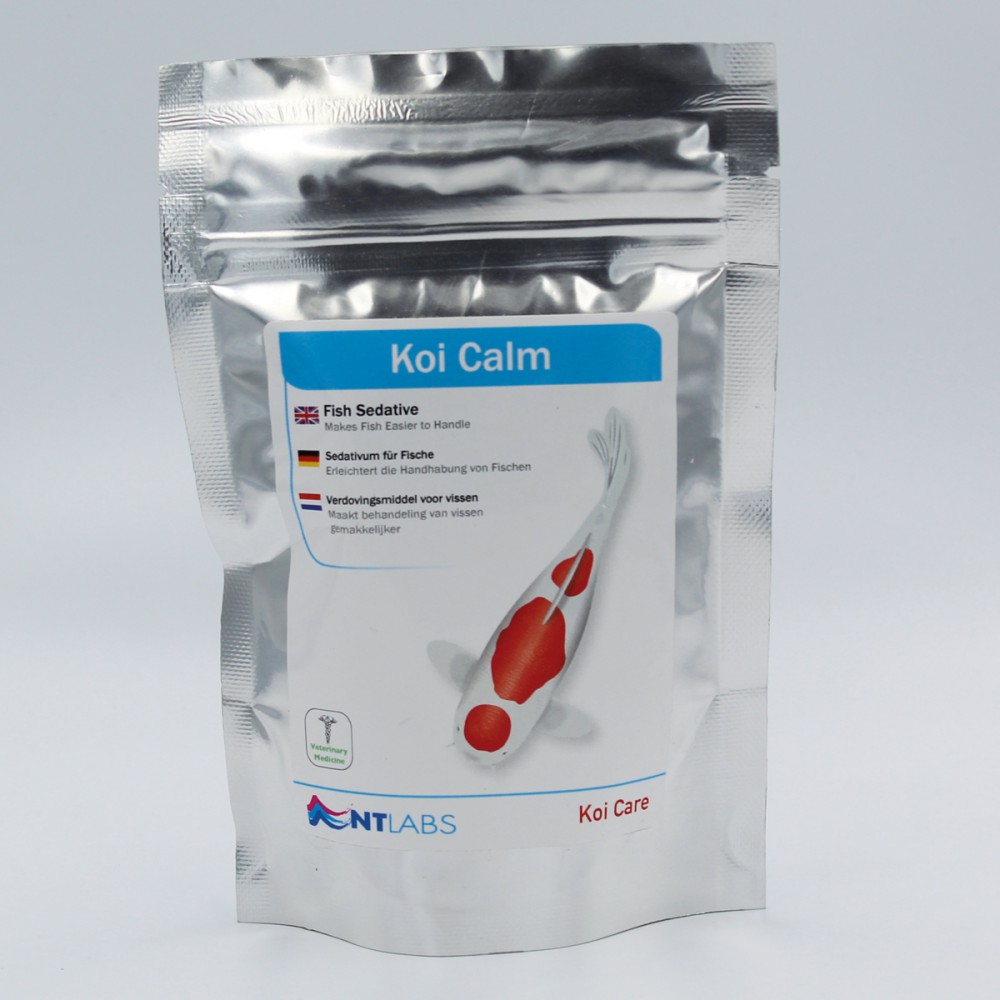 Koi Calm
Fish Sedative
Makes Fish Easier to Handle
Sedativum für Fische
Erleichtert die Handhabung von Fischen
Verdovingsmiddel voor vissen
Maakt behandeling van vissen
gemakkelijker
Veterinary
Medicine
NTLABS
Koi Care